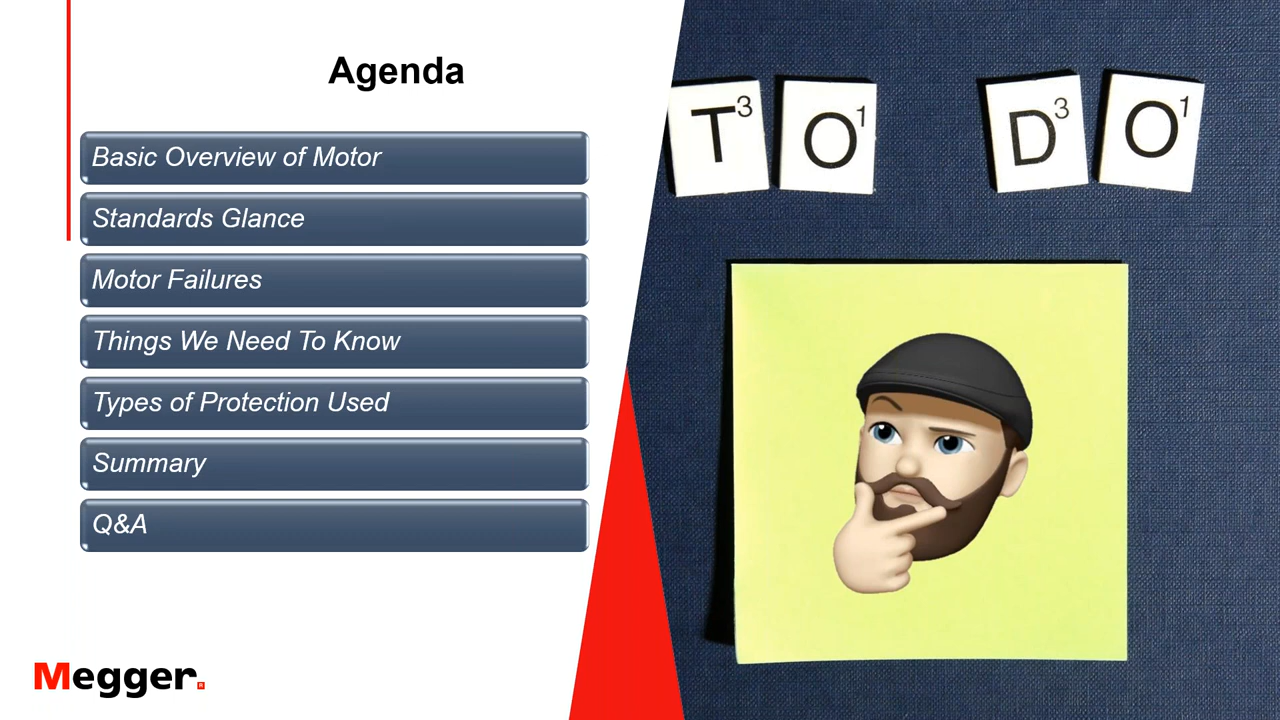 Agenda
Basic Overview of Motor
Standards Glance
Motor Failures
Things We Need To Know
Types of Protection Used
Summary
Q&A
T3 O1 D3 O1
Megger.